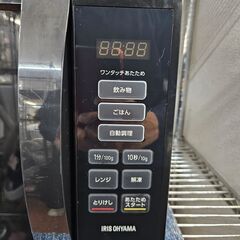 88:88
ワンタッチあたため
飲み物
ごはん
自動調理
1分/100g 10秒/10g
レンジ 解凍
とりけし あたためスタート
IRIS OHYAMA